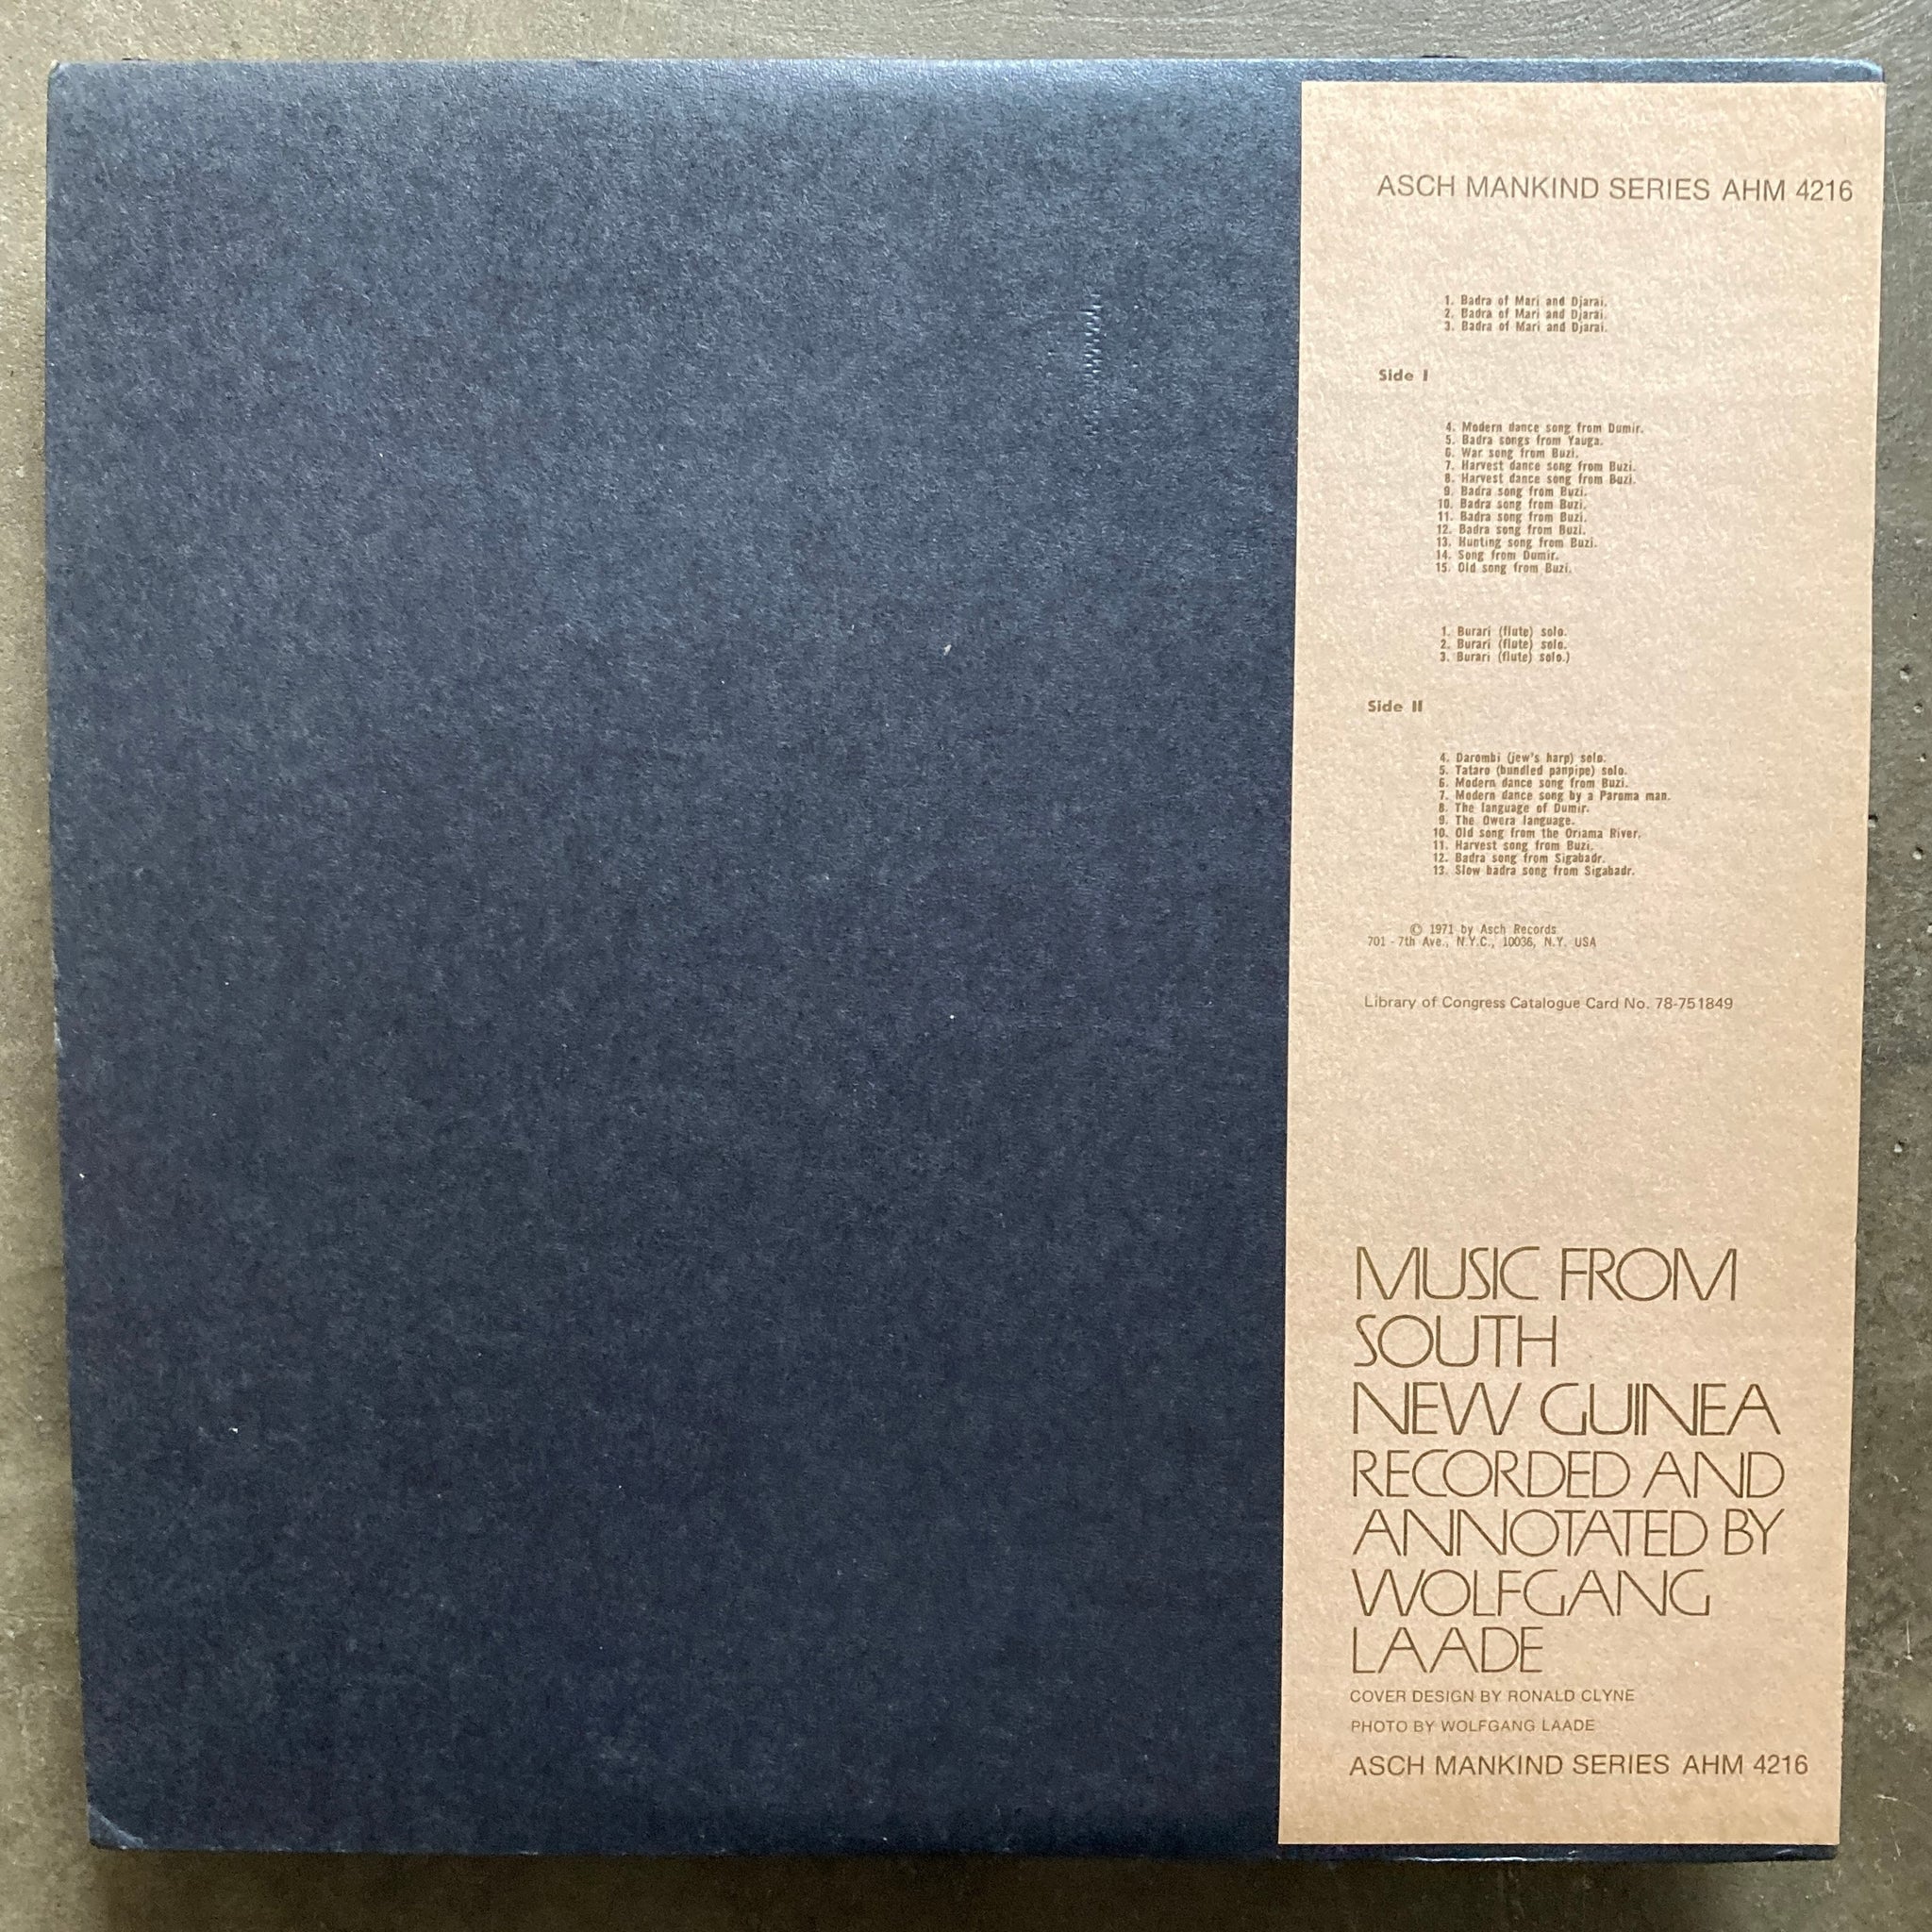 ASCH MANKIND SERIES AHM 4216
1. Badra of Mari and Djarai.
2. Badra of Mari and Djarai.
3. Badra of Mari and Djarai.
Side I
4. Modern dance song from Dumir.
5. Badra songs from Yauga.
6. War song from Buzi.
7. Harvest dance song from Buzi.
8. Harvest dance song from Buzi.
9. Badra song from Buzi.
10. Badra song from Buzi.
11. Badra song from Buzi.
12. Badra song from Buzi.
13. Hunting song from Buzi.
14. Song from Dumir.
15. Old song from Buzi.
1. Burari (flute) solo.
2. Burari (flute) solo.
3. Burari (flute) solo.)
Side II
4. Darombi (jew's harp) solo.
5. Tataro (bundled panpipe) solo.
6. Modern dance song from Buzi.
7. Modern dance song by a Parama man.
8. The language of Dumir.
9. The Owera language.
10. Old song from the Oriama River.
11. Harvest song from Buzi.
12. Badra song from Sigabadr.
13. Slow badra song from Sigabadr.
© 1971 by Asch Records
701 - 7th Ave., N.Y.C., 10036, N.Y. USA
Library of Congress Catalogue Card No. 78-751849
MUSIC FROM
SOUTH
NEW GUINEA
RECORDED AND
ANNOTATED BY
WOLFGANG
LAADE
COVER DESIGN BY RONALD CLYNE
PHOTO BY WOLFGANG LAADE
ASCH MANKIND SERIES AHM 4216